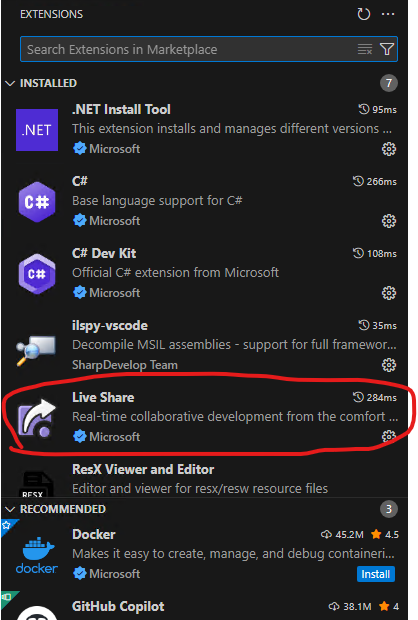 EXTENSIONS
Search Extensions in Marketplace
INSTALLED 7
.NET
.NET Install Tool 95ms
This extension installs and manages different versions ...
Microsoft
C#
C# 266ms
Base language support for C#
Microsoft
C#
C# Dev Kit 108ms
Official C# extension from Microsoft
Microsoft
ilspy-vscode 35ms
Decompile MSIL assemblies - support for full framewor...
SharpDevelop Team
Live Share 284ms
Real-time collaborative development from the comfort ...
Microsoft
RESX
ResX Viewer and Editor
Editor and viewer for resx/resw resource files
RECOMMENDED 3
docker
Docker 45.2M 4.5
Makes it easy to create, manage, and debug containeri...
Microsoft Install
GitHub Copilot 38.1M 4